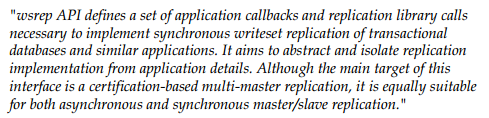 "wsrep API defines a set of application callbacks and replication library calls
necessary to implement synchronous writeset replication of transactional
databases and similar applications. It aims to abstract and isolate replication
implementation from application details. Although the main target of this
interface is a certification-based multi-master replication, it is equally suitable
for both asynchronous and synchronous master/slave replication."